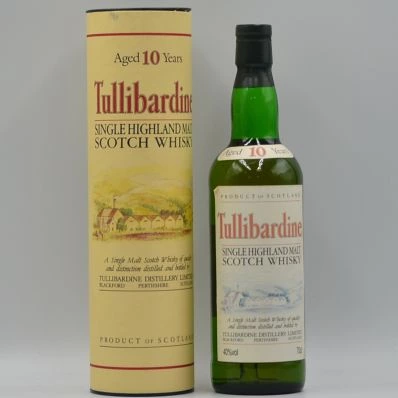 Aged 10 Years
Tullibardine
SINGLE HIGHLAND MALT
SCOTCH WHISKY
A Single Malt Scotch Whisky of quality
and distinction distilled and bottled by
TULLIBARDINE DISTILLERY LIMITED
BLACKFORD PERTHSHIRE SCOTLAND
PRODUCT OF SCOTLAND
Aged 10 Years
PRODUCT OF SCOTLAND
Tullibardine
SINGLE HIGHLAND MALT
SCOTCH WHISKY
A Single Malt Scotch Whisky of quality
and distinction distilled and bottled by
TULLIBARDINE DISTILLERY LIMITED
BLACKFORD PERTHSHIRE SCOTLAND
40%vol 70cl